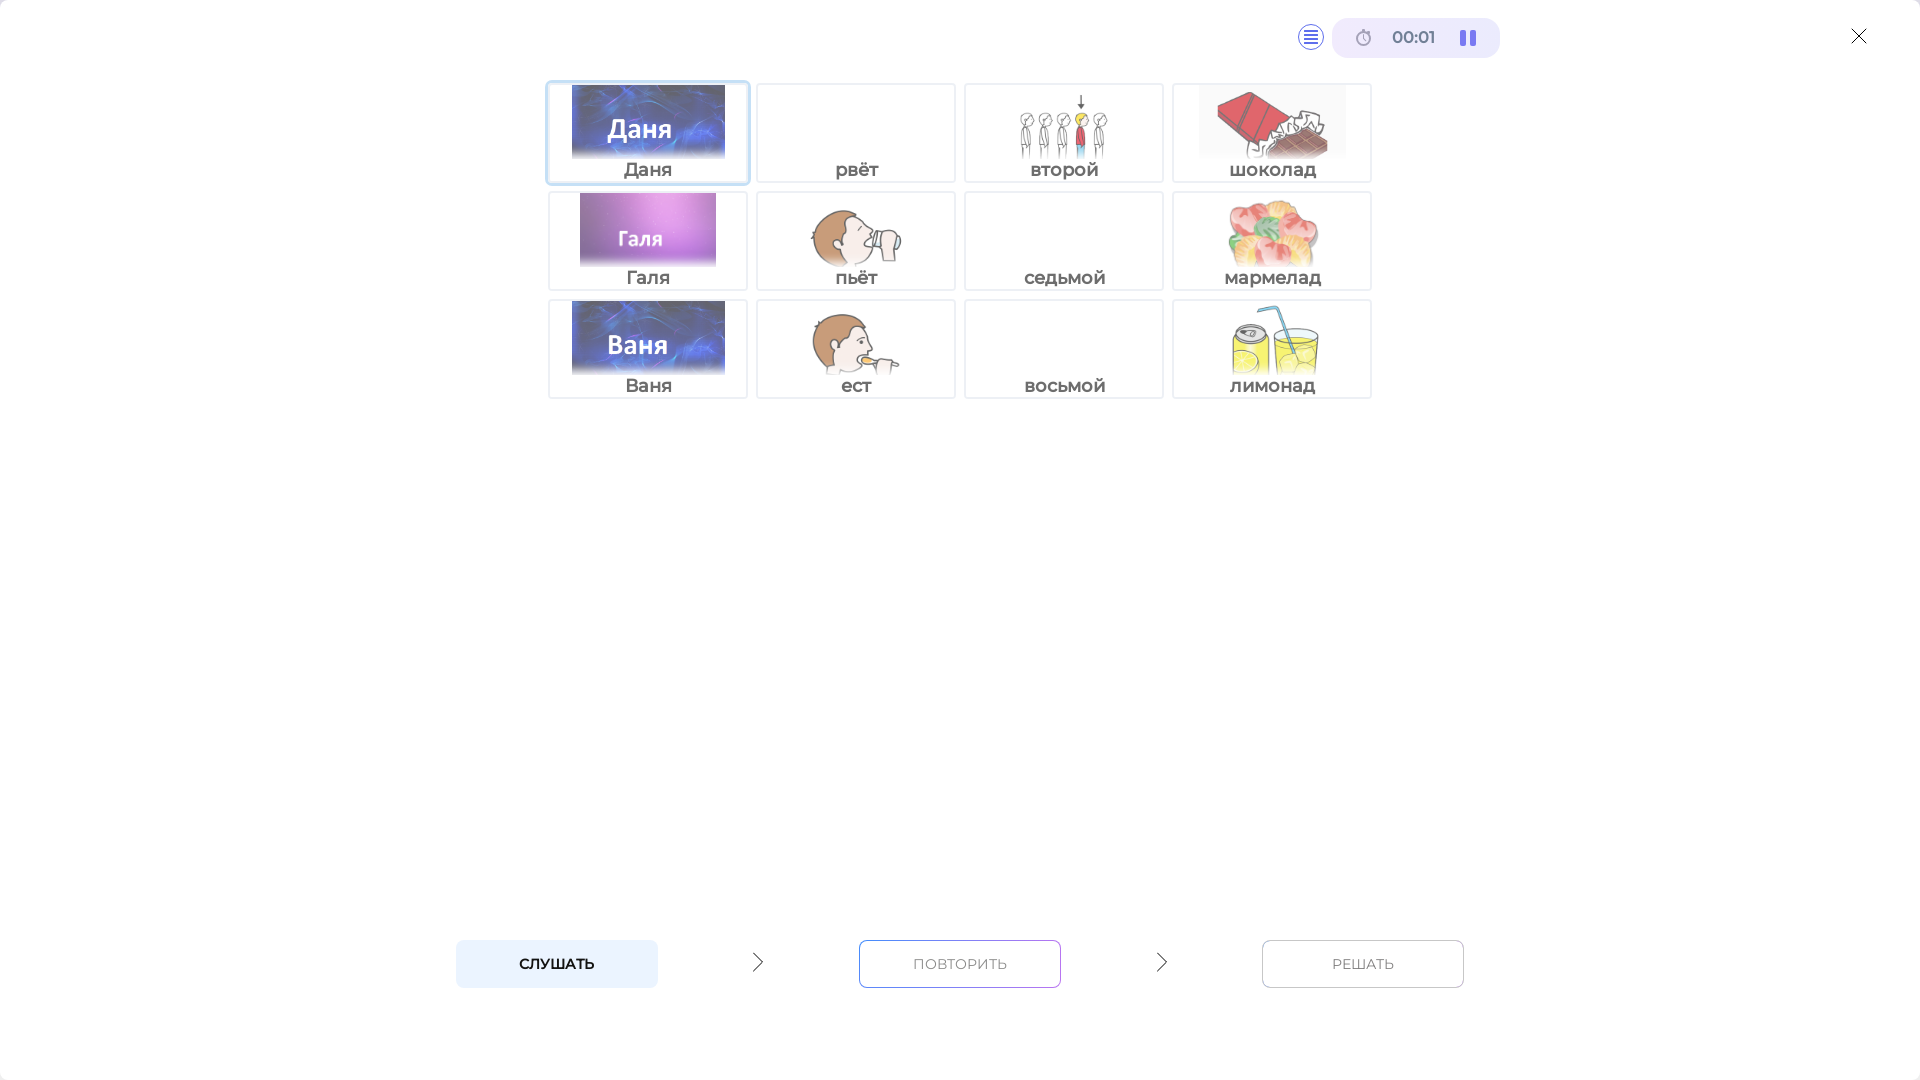 00:01
Даня
Даня
рвёт
второй
шоколад
Галя
Галя
пьёт
седьмой
мармелад
Ваня
Ваня
ест
восьмой
лимонад
СЛУШАТЬ
ПОВТОРИТЬ
РЕШАТЬ